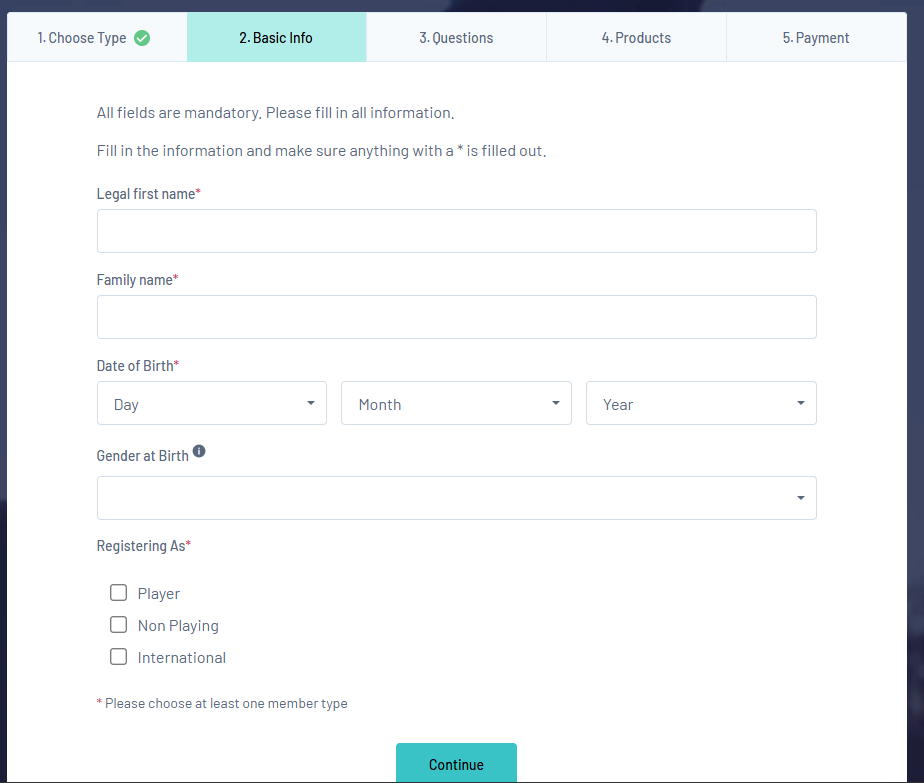 1. Choose Type
2. Basic Info
3. Questions
4. Products
5. Payment
All fields are mandatory. Please fill in all information.
Fill in the information and make sure anything with a * is filled out.
Legal first name*
Family name*
Date of Birth*
Day
Month
Year
Gender at Birth
Registering As*
Player
Non Playing
International
* Please choose at least one member type
Continue